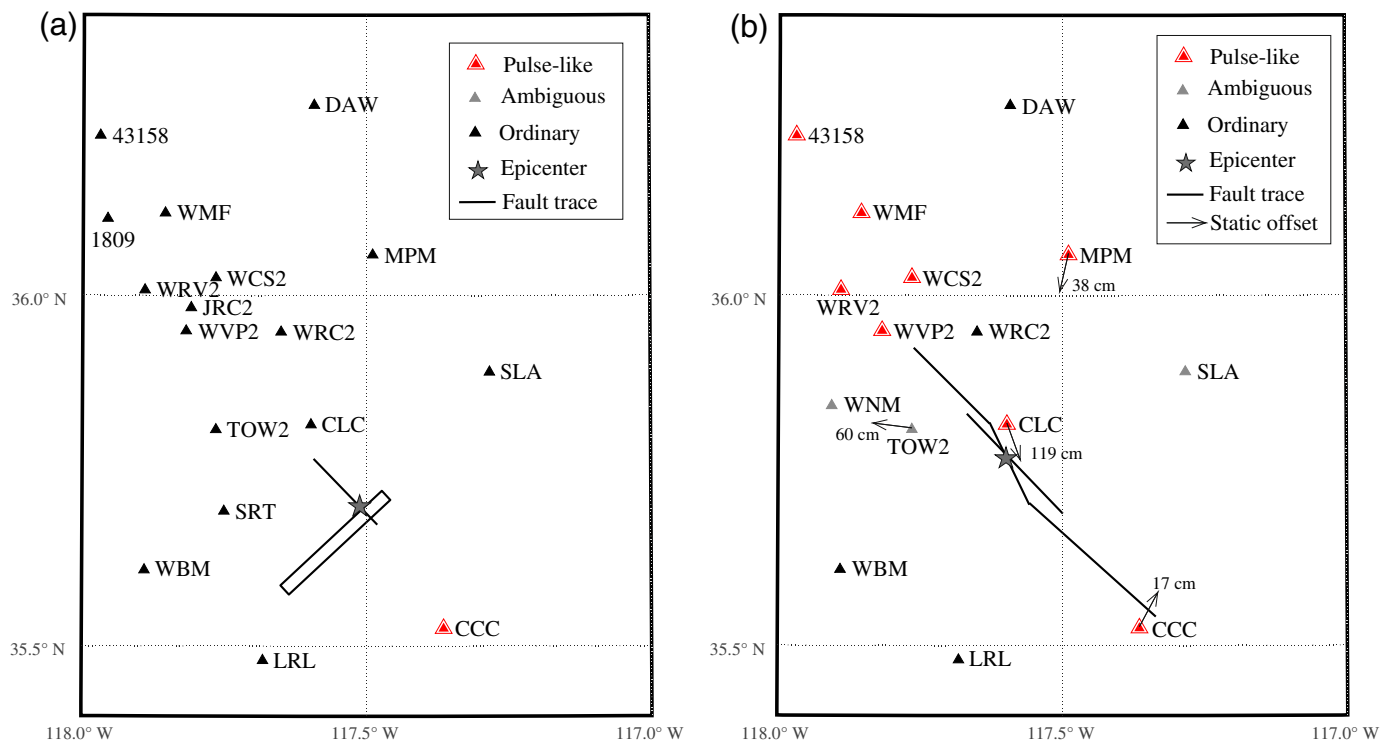 (a)
Pulse-like
Ambiguous
Ordinary
Epicenter
Fault trace
DAW
43158
WMF
1809
MPM
WCS2
WRV2
JRC2
WVP2
WRC2
SLA
TOW2
CLC
SRT
WBM
CCC
LRL
36.0° N
35.5° N
118.0° W
117.5° W
117.0° W
(b)
Pulse-like
Ambiguous
Ordinary
Epicenter
Fault trace
Static offset
DAW
43158
WMF
MPM
38 cm
WCS2
WRV2
WVP2
WRC2
SLA
WNM
60 cm
TOW2
CLC
119 cm
WBM
17 cm
CCC
LRL
36.0° N
35.5° N
118.0° W
117.5° W
117.0° W